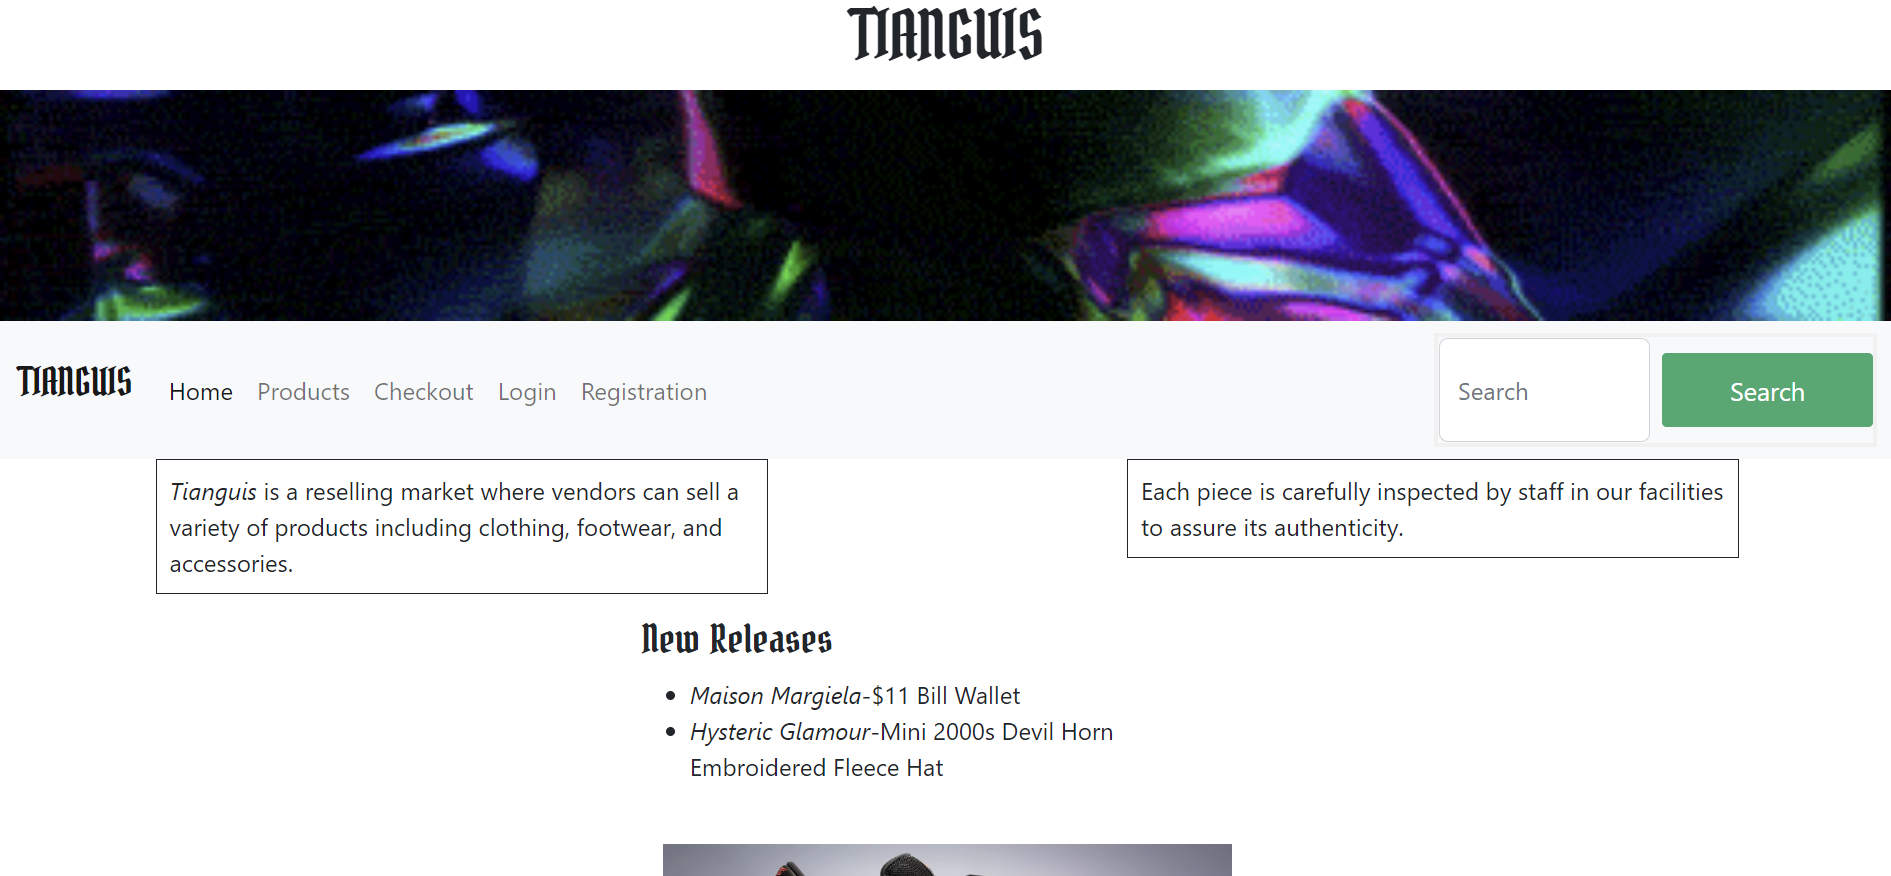 TIANGUIS
TIANGUIS Home Products Checkout Login Registration Search Search
Tianguis is a reselling market where vendors can sell a
variety of products including clothing, footwear, and
accessories.
Each piece is carefully inspected by staff in our facilities
to assure its authenticity.
New Releases
Maison Margiela-$11 Bill Wallet
Hysteric Glamour-Mini 2000s Devil Horn
Embroidered Fleece Hat